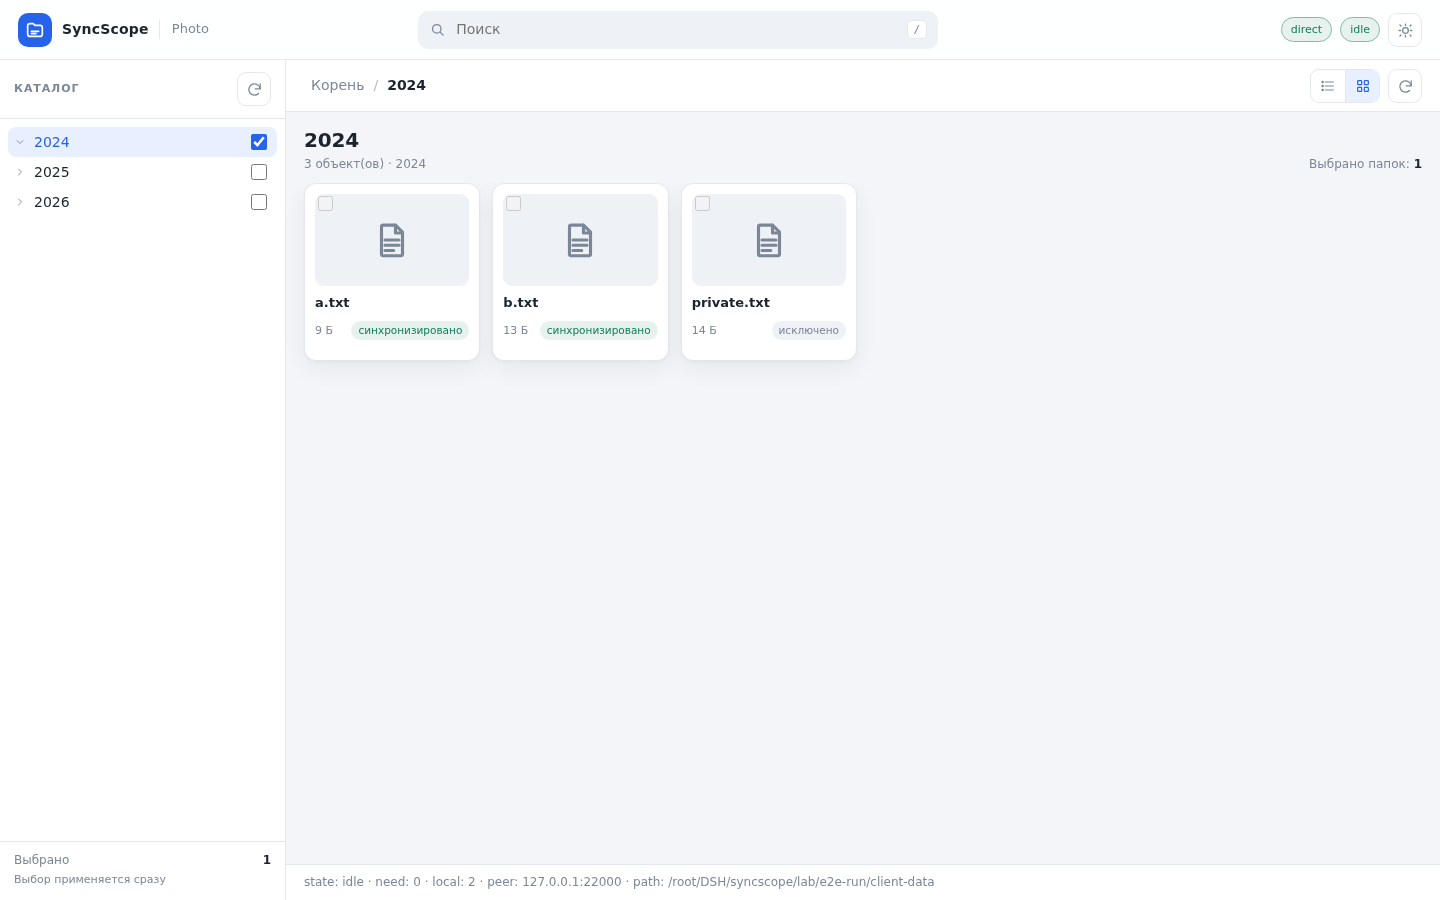 SyncScope Photo Поиск / direct idle
КАТАЛОГ
Корень / 2024
2024
2025
2026
2024
3 объект(ов) · 2024 Выбрано папок: 1
a.txt
9 Б синхронизировано
b.txt
13 Б синхронизировано
private.txt
14 Б исключено
Выбрано 1
Выбор применяется сразу
state: idle · need: 0 · local: 2 · peer: 127.0.0.1:22000 · path: /root/DSH/syncscope/lab/e2e-run/client-data